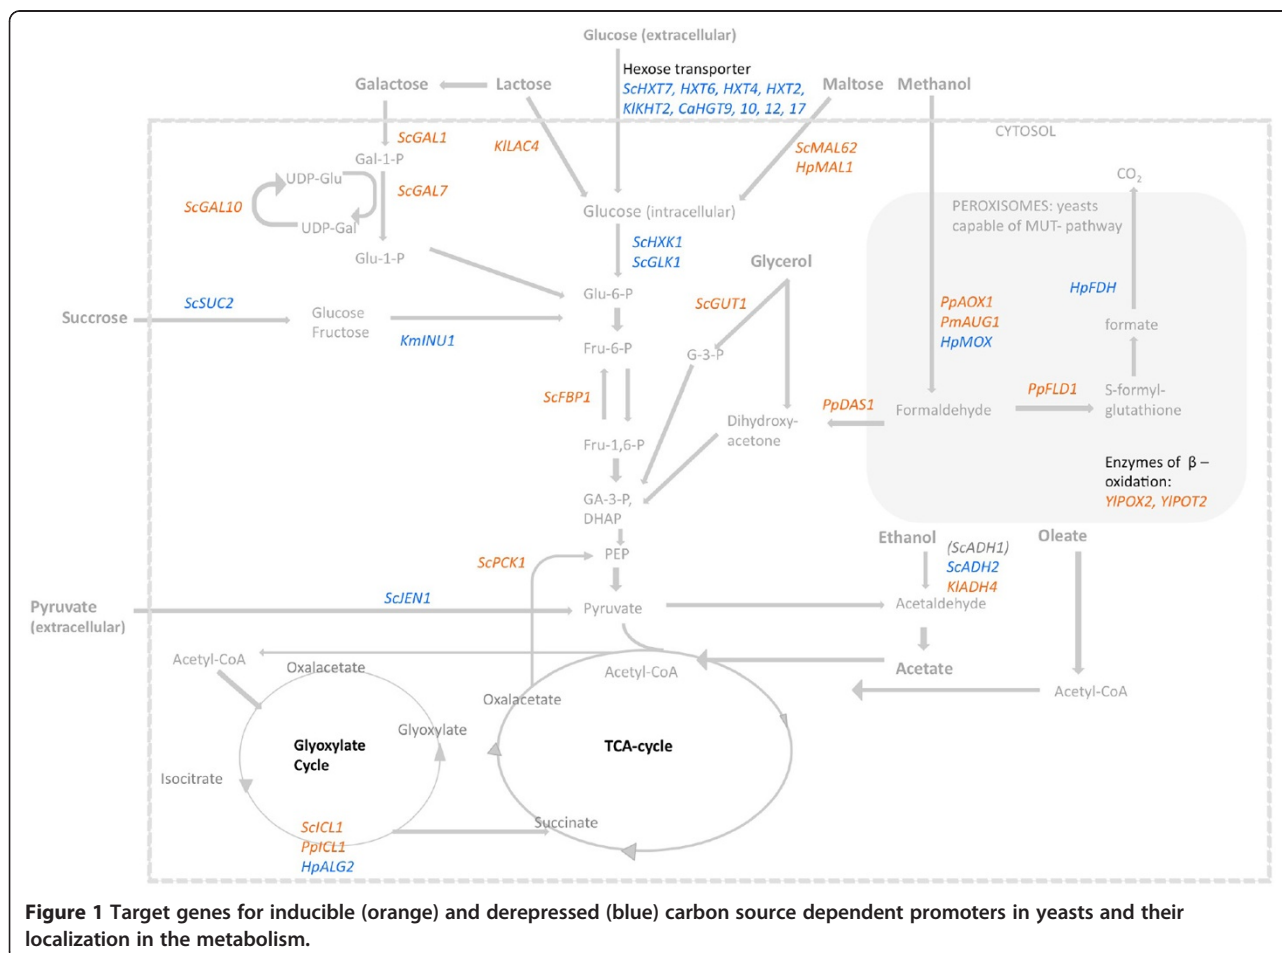 Glucose (extracellular)
Hexose transporter
ScHXT7, HXT6, HXT4, HXT2,
KlKHT2, CaHGT9, 10, 12, 17
Galactose
Lactose
Maltose
Methanol
CYTOSOL
ScGAL1
KlLAC4
ScMAL62
HpMAL1
Gal-1-P
UDP-Glu
ScGAL7
ScGAL10
UDP-Gal
Glu-1-P
CO2
PEROXISOMES: yeasts
capable of MUT- pathway
Glucose (intracellular)
ScHXK1
ScGLK1
Glycerol
HpFDH
Glu-6-P
ScGUT1
PpAOX1
PmAUG1
HpMOX
formate
Succrose
ScSUC2
Glucose
Fructose
KmINU1
Fru-6-P
G-3-P
ScFBP1
PpDAS1
Formaldehyde
PpFLD1
S-formyl-
glutathione
Dihydroxy-
acetone
Fru-1,6-P
Enzymes of β –
oxidation:
YlPOX2, YlPOT2
GA-3-P,
DHAP
Ethanol
Oleate
(ScADH1)
ScADH2
KlADH4
ScPCK1
PEP
Pyruvate
(extracellular)
ScJEN1
Pyruvate
Acetaldehyde
Acetyl-CoA
Oxalacetate
Acetyl-CoA
Acetate
Acetyl-CoA
Oxalacetate
Glyoxylate
Glyoxylate
Cycle
TCA-cycle
Isocitrate
Succinate
ScICL1
PpICL1
HpALG2
Figure 1 Target genes for inducible (orange) and derepressed (blue) carbon source dependent promoters in yeasts and their
localization in the metabolism.